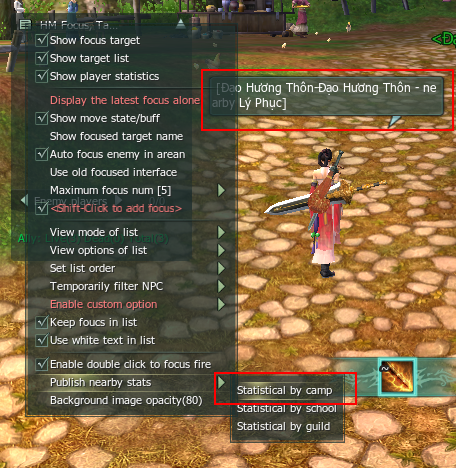 HM Focus, Ta...
Show focus target
Show target list
Show player statistics
Display the latest focus alone
Show move state/buff
Show focused target name
Auto focus enemy in arean
Use old focused interface
Maximum focus num [5]
<Shift-Click to add focus>
View mode of list
View options of list
Set list order
Temporarily filter NPC
Enable custom option
Keep foucs in list
Use white text in list
Enable double click to focus fire
Publish nearby stats
Background image opacity(80)
Statistical by camp
Statistical by school
Statistical by guild
[Đạo Hương Thôn-Đạo Hương Thôn - ne
arby Lý Phục]
Enemy players